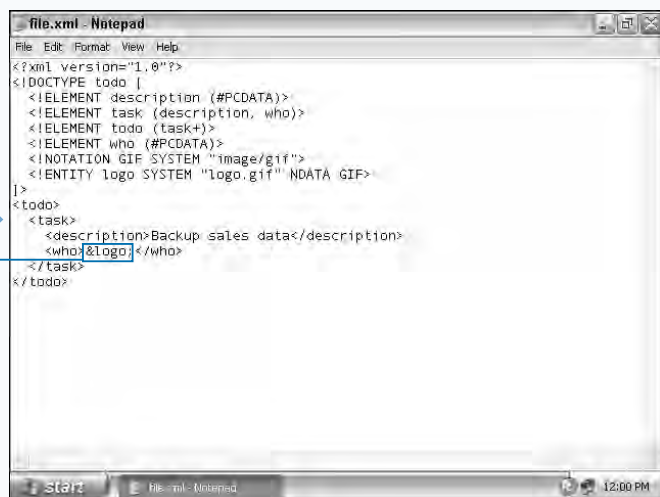 file.xml - Notepad
File Edit Format View Help
<?xml version="1.0"?>
<!DOCTYPE todo [
<!ELEMENT description (#PCDATA)>
<!ELEMENT task (description, who)>
<!ELEMENT todo (task+)>
<!ELEMENT who (#PCDATA)>
<!NOTATION GIF SYSTEM "image/gif">
<!ENTITY logo SYSTEM "logo.gif" NDATA GIF>
]>
<todo>
<task>
<description>Backup sales data</description>
<who>&logo;</who>
</task>
</todo>
start file.xml - Notepad 12:00 PM